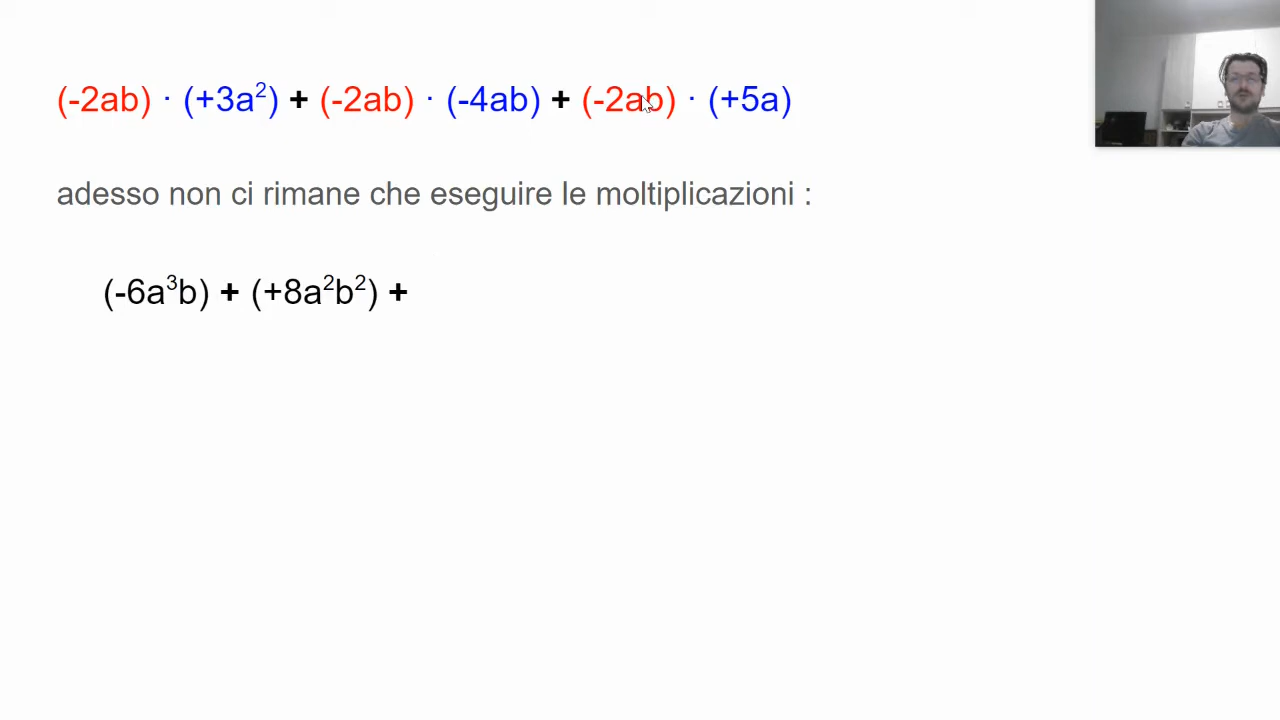 (-2ab) · (+3a²) + (-2ab) · (-4ab) + (-2ab) · (+5a)
adesso non ci rimane che eseguire le moltiplicazioni :
(-6a³b) + (+8a²b²) +